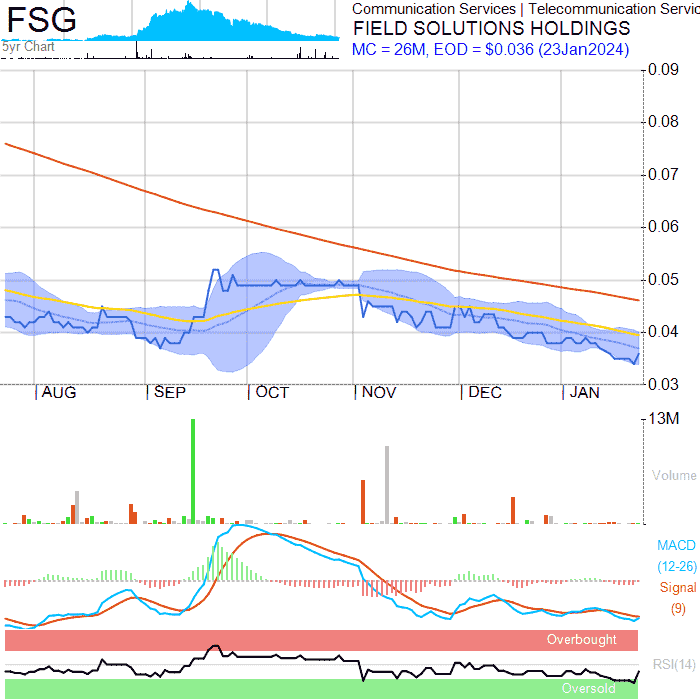 FSG
5yr Chart
Communication Services | Telecommunication Servic
FIELD SOLUTIONS HOLDINGS
MC = 26M, EOD = $0.036 (23Jan2024)
0.09
0.08
0.07
0.06
0.05
0.04
0.03
AUG SEP OCT NOV DEC JAN
13M
Volume
MACD
(12-26)
Signal
(9)
Overbought
RSI(14)
Oversold